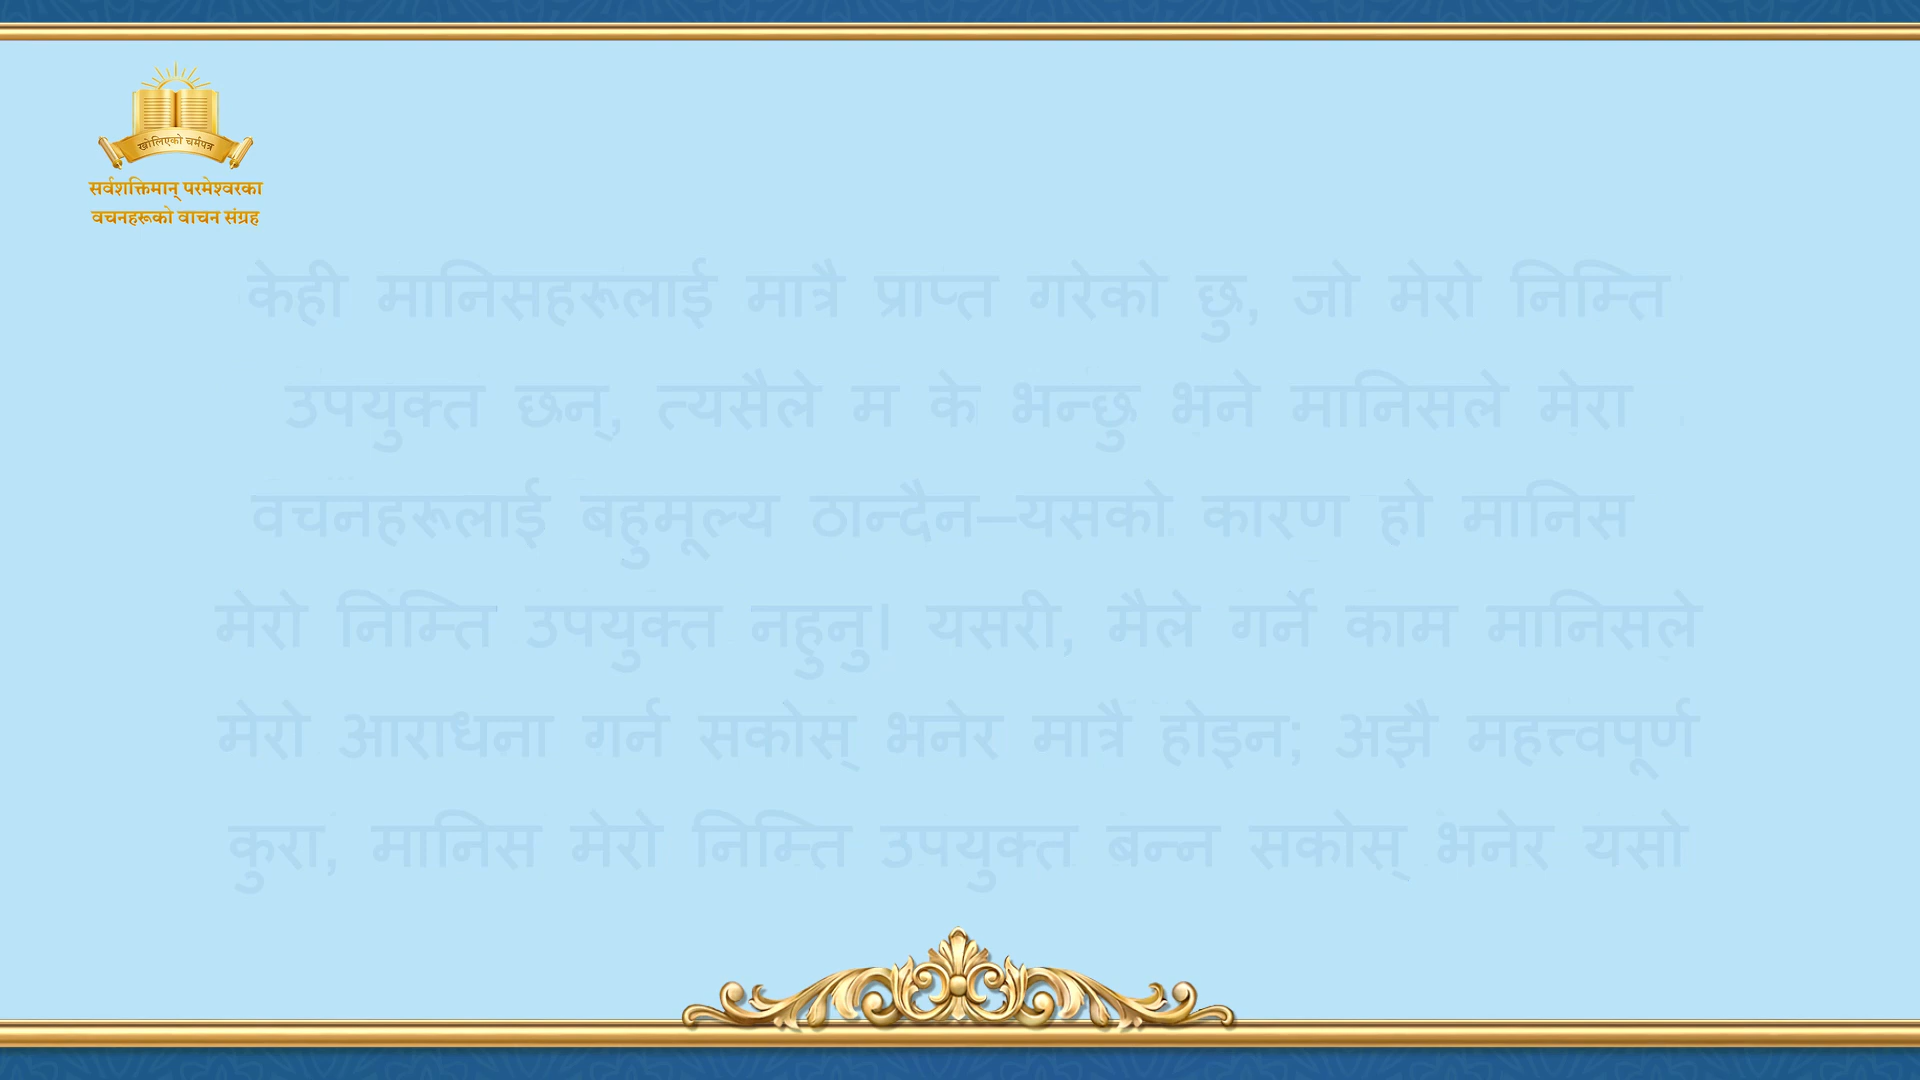 खोलिएको चर्मपत्र
सर्वशक्तिमान् परमेश्वरका
वचनहरूको वाचन संग्रह
केही मानिसहरूलाई मात्रै प्राप्त गरेको छु, जो मेरो निम्ति
उपयुक्त छन्, त्यसैले म के भन्छु भने मानिसले मेरा
वचनहरूलाई बहुमूल्य ठान्दैन—यसको कारण हो मानिस
मेरो निम्ति उपयुक्त नहुनु। यसरी, मैले गर्ने काम मानिसले
मेरो आराधना गर्न सकोस् भनेर मात्रै होइन; अझै महत्त्वपूर्ण
कुरा, मानिस मेरो निम्ति उपयुक्त बन्न सकोस् भनेर यसो